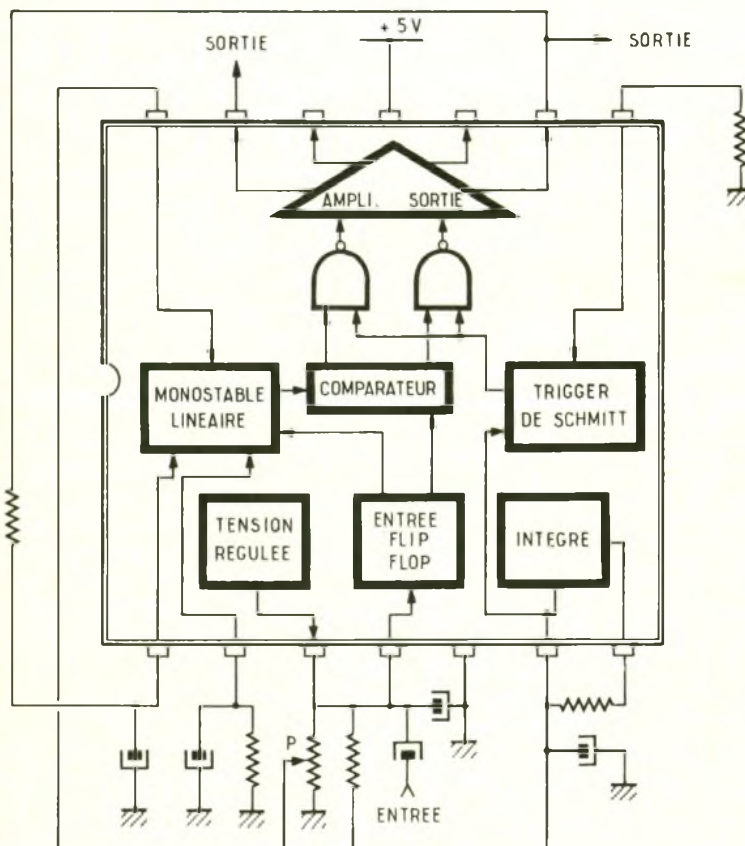 + 5V
SORTIE
SORTIE
AMPLI. SORTIE
MONOSTABLE
LINEAIRE
COMPARATEUR
TRIGGER
DE SCHMITT
TENSION
REGULEE
ENTREE
FLIP
FLOP
INTEGRE
P
ENTREE